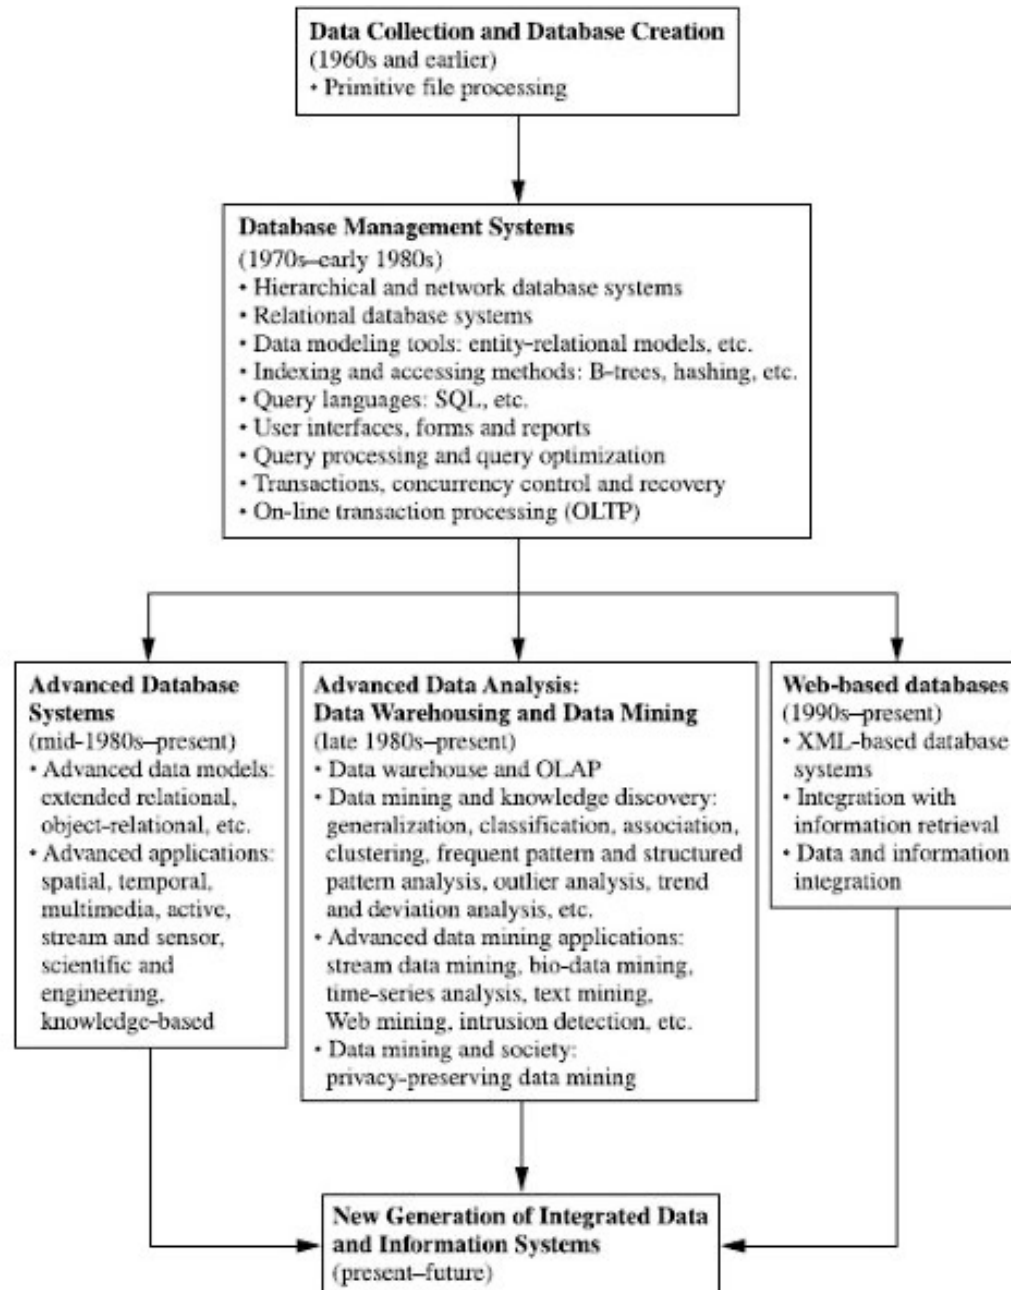 Data Collection and Database Creation
(1960s and earlier)
• Primitive file processing
Database Management Systems
(1970s–early 1980s)
• Hierarchical and network database systems
• Relational database systems
• Data modeling tools: entity-relational models, etc.
• Indexing and accessing methods: B-trees, hashing, etc.
• Query languages: SQL, etc.
• User interfaces, forms and reports
• Query processing and query optimization
• Transactions, concurrency control and recovery
• On-line transaction processing (OLTP)
Advanced Database
Systems
(mid-1980s–present)
• Advanced data models:
extended relational,
object-relational, etc.
• Advanced applications:
spatial, temporal,
multimedia, active,
stream and sensor,
scientific and
engineering,
knowledge-based
Advanced Data Analysis:
Data Warehousing and Data Mining
(late 1980s–present)
• Data warehouse and OLAP
• Data mining and knowledge discovery:
generalization, classification, association,
clustering, frequent pattern and structured
pattern analysis, outlier analysis, trend
and deviation analysis, etc.
• Advanced data mining applications:
stream data mining, bio-data mining,
time-series analysis, text mining,
Web mining, intrusion detection, etc.
• Data mining and society:
privacy-preserving data mining
Web-based databases
(1990s–present)
• XML-based database
systems
• Integration with
information retrieval
• Data and information
integration
New Generation of Integrated Data
and Information Systems
(present–future)